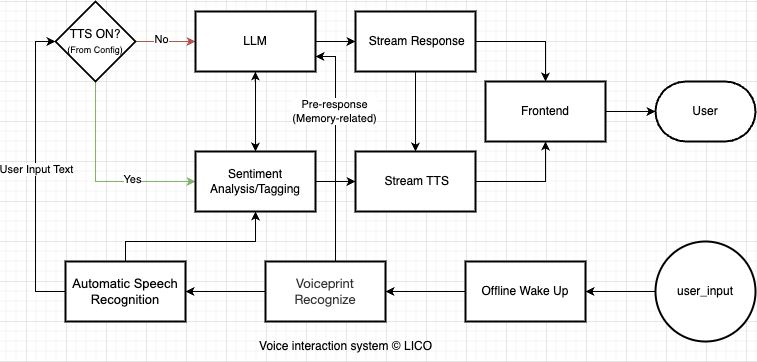 TTS ON?
(From Config)
No
LLM
Stream Response
Pre-response
(Memory-related)
Frontend
User
User Input Text
Yes
Sentiment
Analysis/Tagging
Stream TTS
Automatic Speech
Recognition
Voiceprint
Recognize
Offline Wake Up
user_input
Voice interaction system © LICO